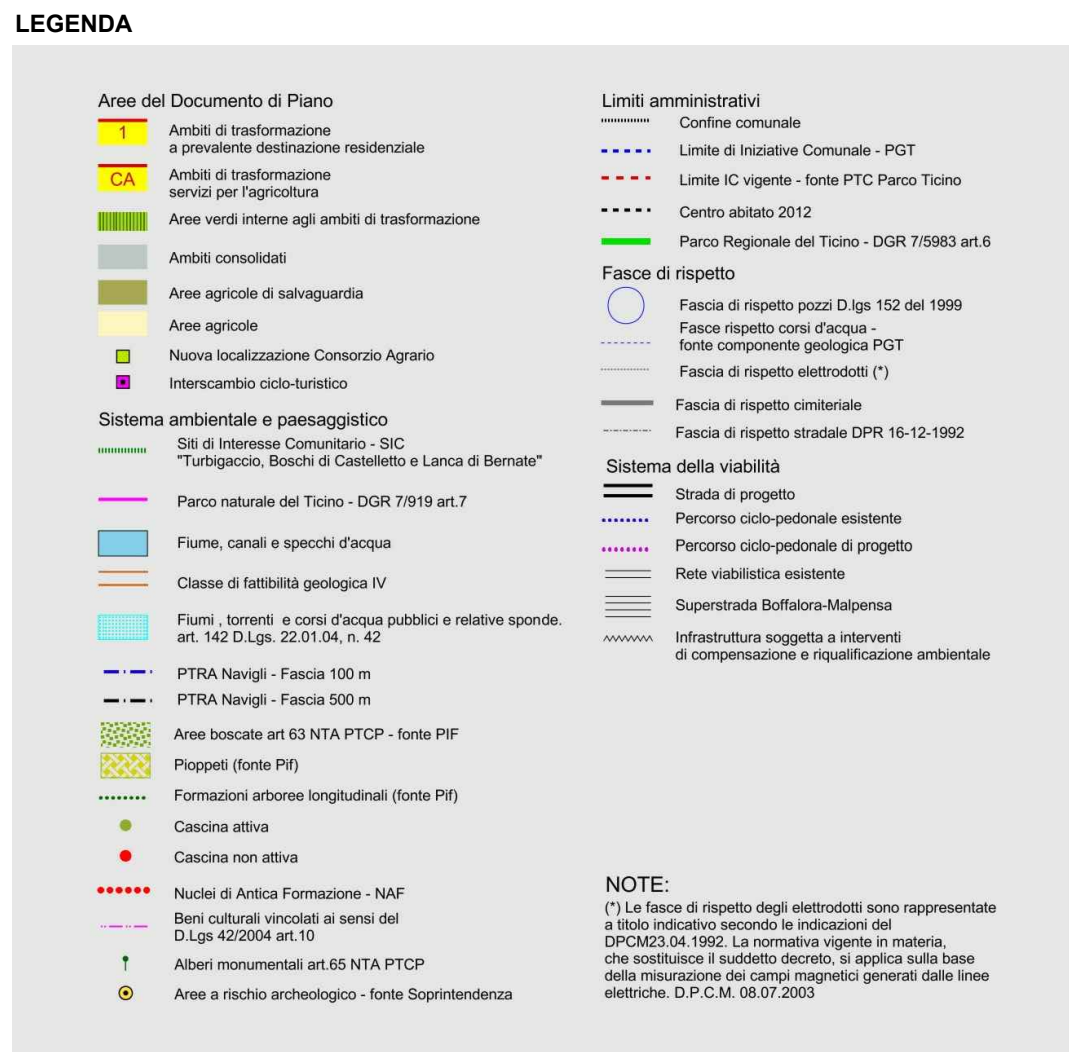 LEGENDA
Aree del Documento di Piano
1
Ambiti di trasformazione
a prevalente destinazione residenziale
CA
Ambiti di trasformazione
servizi per l'agricoltura
Aree verdi interne agli ambiti di trasformazione
Ambiti consolidati
Aree agricole di salvaguardia
Aree agricole
Nuova localizzazione Consorzio Agrario
Interscambio ciclo-turistico
Sistema ambientale e paesaggistico
Siti di Interesse Comunitario - SIC
"Turbigaccio, Boschi di Castelletto e Lanca di Bernate"
Parco naturale del Ticino - DGR 7/919 art.7
Fiume, canali e specchi d'acqua
Classe di fattibilità geologica IV
Fiumi , torrenti  e corsi d'acqua pubblici e relative sponde.
art. 142 D.Lgs. 22.01.04, n. 42
PTRA Navigli - Fascia 100 m
PTRA Navigli - Fascia 500 m
Aree boscate art 63 NTA PTCP - fonte PIF
Pioppeti (fonte Pif)
Formazioni arboree longitudinali (fonte Pif)
Cascina attiva
Cascina non attiva
Nuclei di Antica Formazione - NAF
Beni culturali vincolati ai sensi del
D.Lgs 42/2004 art.10
Alberi monumentali art.65 NTA PTCP
Aree a rischio archeologico - fonte Soprintendenza
Limiti amministrativi
Confine comunale
Limite di Iniziative Comunale - PGT
Limite IC vigente - fonte PTC Parco Ticino
Centro abitato 2012
Parco Regionale del Ticino - DGR 7/5983 art.6
Fasce di rispetto
Fascia di rispetto pozzi D.lgs 152 del 1999
Fasce rispetto corsi d'acqua -
fonte componente geologica PGT
Fascia di rispetto elettrodotti (*)
Fascia di rispetto cimiteriale
Fascia di rispetto stradale DPR 16-12-1992
Sistema della viabilità
Strada di progetto
Percorso ciclo-pedonale esistente
Percorso ciclo-pedonale di progetto
Rete viabilistica esistente
Superstrada Boffalora-Malpensa
Infrastruttura soggetta a interventi
di compensazione e riqualificazione ambientale
NOTE:
(*) Le fasce di rispetto degli elettrodotti sono rappresentate
a titolo indicativo secondo le indicazioni del
DPCM23.04.1992. La normativa vigente in materia,
che sostituisce il suddetto decreto, si applica sulla base
della misurazione dei campi magnetici generati dalle linee
elettriche. D.P.C.M. 08.07.2003